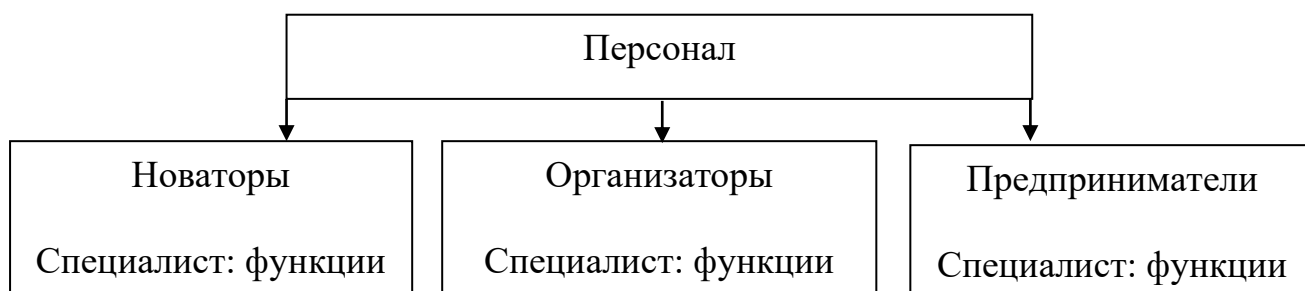 Персонал
Новаторы
Специалист: функции
Организаторы
Специалист: функции
Предприниматели
Специалист: функции